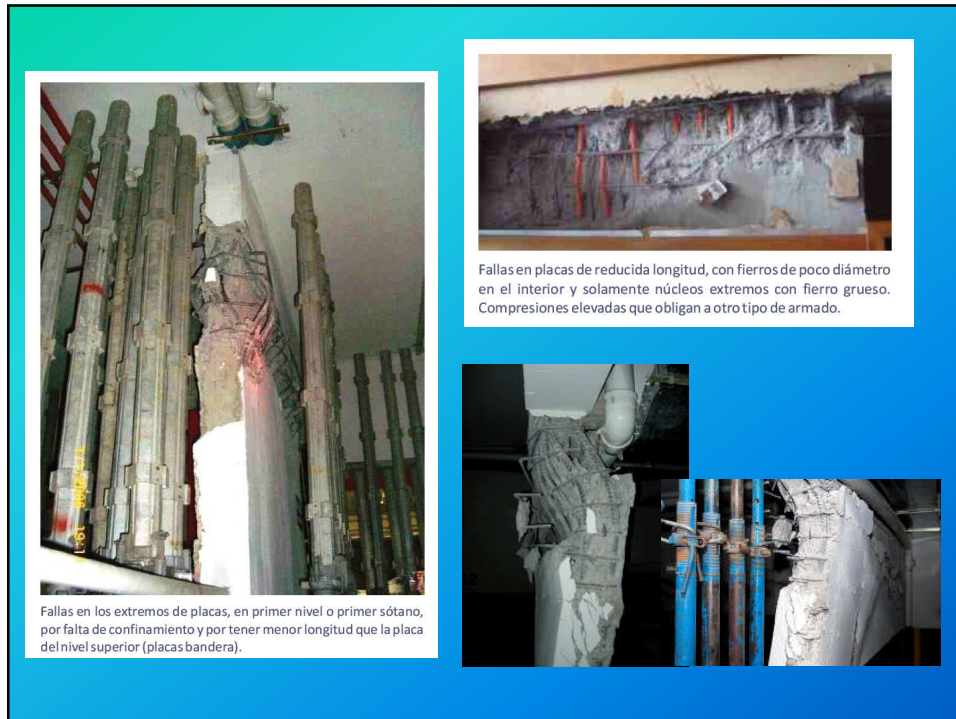 Fallas en los extremos de placas, en primer nivel o primer sótano,
por falta de confinamiento y por tener menor longitud que la placa
del nivel superior (placas bandera).
Fallas en placas de reducida longitud, con fierros de poco diámetro
en el interior y solamente núcleos extremos con fierro grueso.
Compresiones elevadas que obligan a otro tipo de armado.